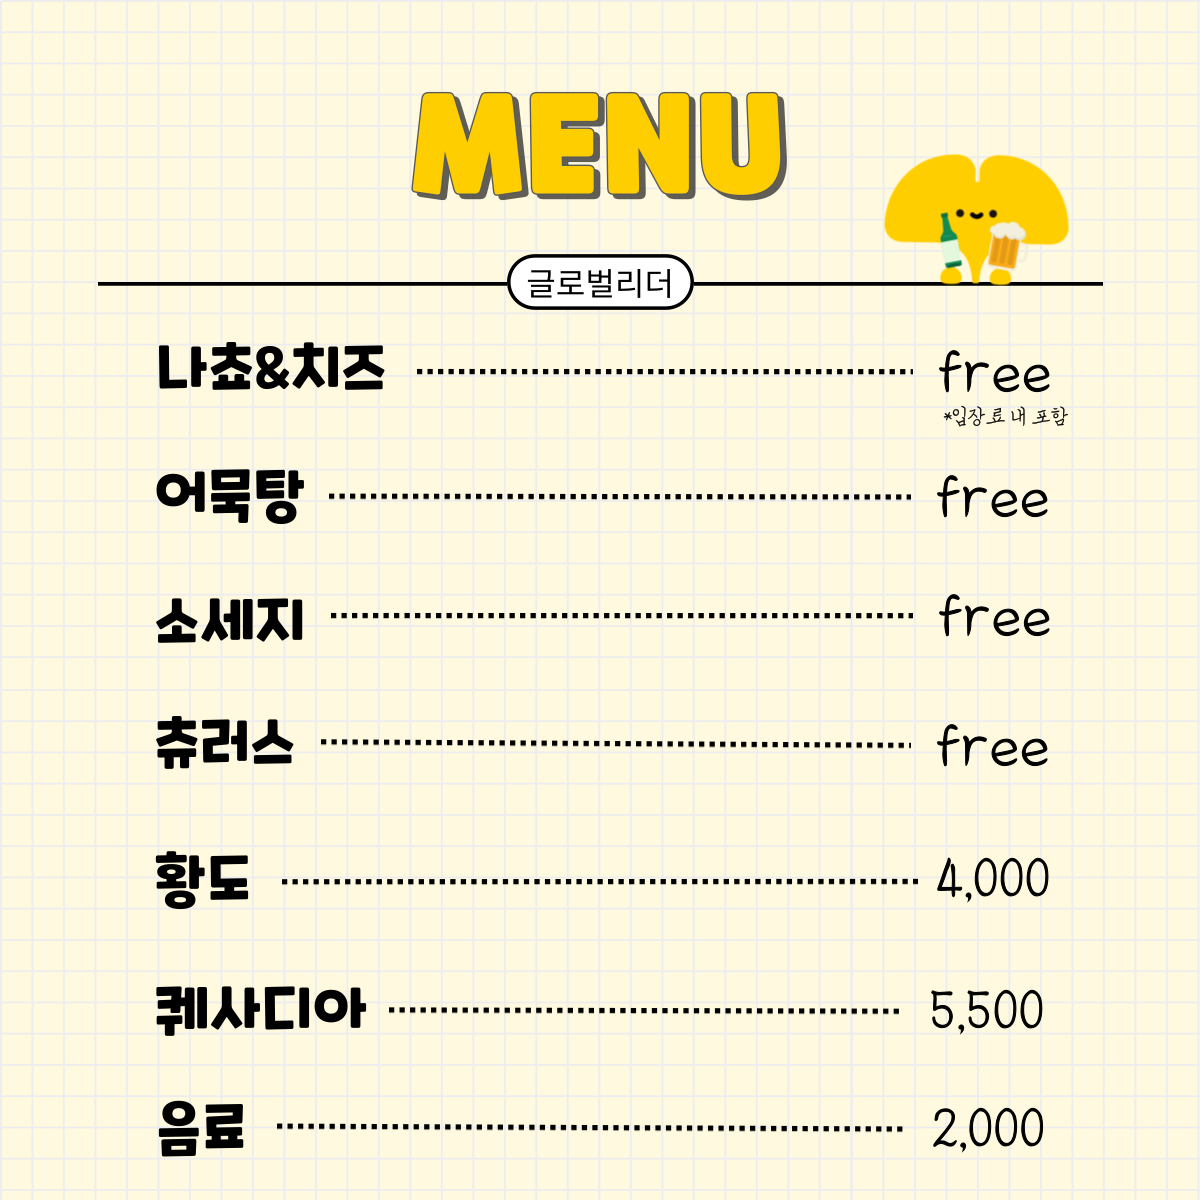 MENU
글로벌리더
나쵸&치즈 free
*입장료 내 포함
어묵탕 free
소세지 free
츄러스 free
황도 4,000
퀘사디아 5,500
음료 2,000